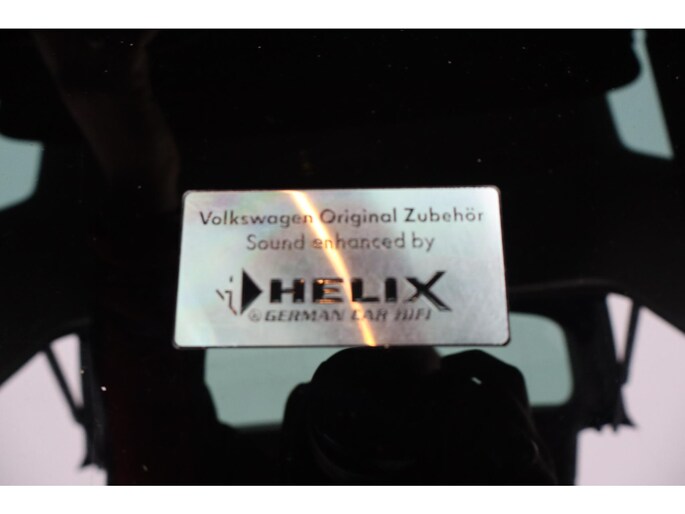 Volkswagen Original Zubehör
Sound enhanced by
HELIX
GERMAN CAR HIFI